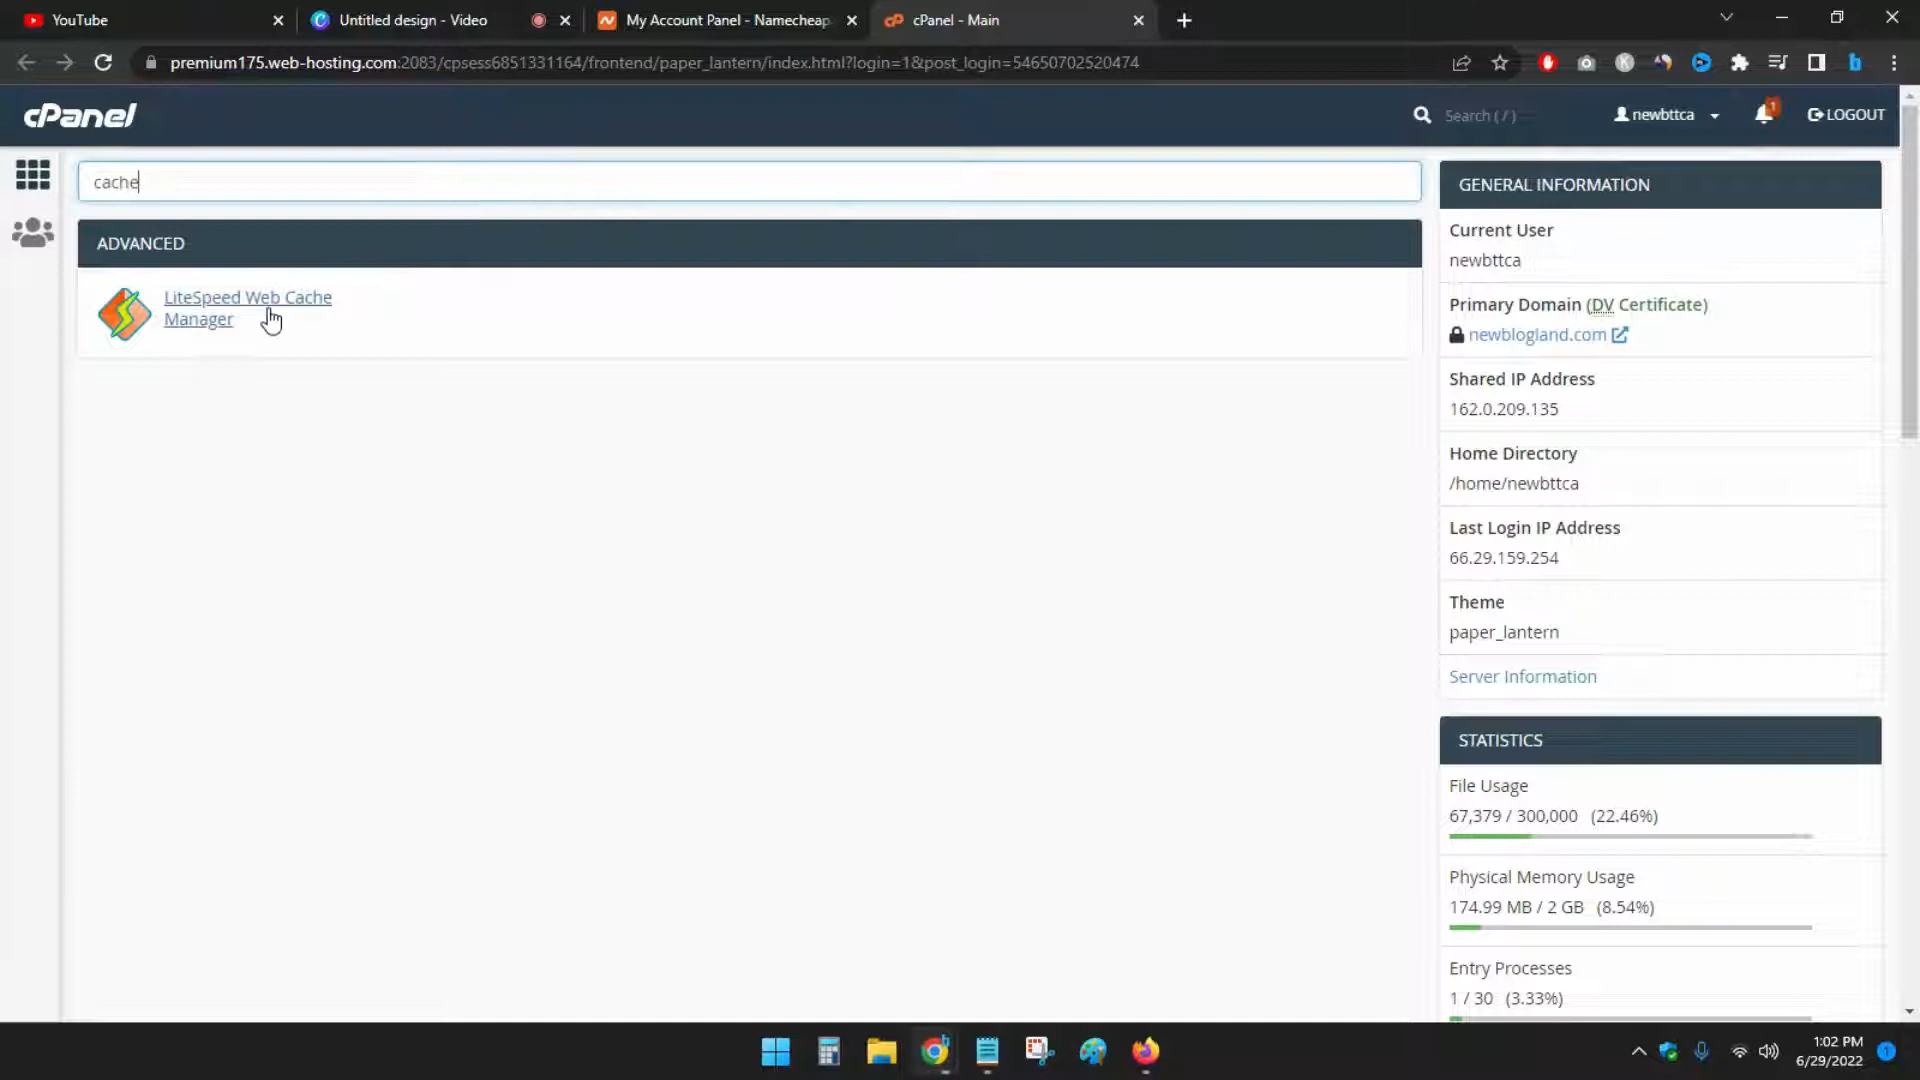 YouTube
Untitled design - Video
My Account Panel - Namecheap
cPanel - Main
premium175.web-hosting.com:2083/cpsess6851331164/frontend/paper_lantern/index.html?login=1&post_login=54650702520474
cPanel
Search ( / )
newbttca
1
LOGOUT
cache
ADVANCED
LiteSpeed Web Cache
Manager
GENERAL INFORMATION
Current User
newbttca
Primary Domain (DV Certificate)
newblogland.com
Shared IP Address
162.0.209.135
Home Directory
/home/newbttca
Last Login IP Address
66.29.159.254
Theme
paper_lantern
Server Information
STATISTICS
File Usage
67,379 / 300,000 (22.46%)
Physical Memory Usage
174.99 MB / 2 GB (8.54%)
Entry Processes
1 / 30 (3.33%)
1:02 PM
6/29/2022
1